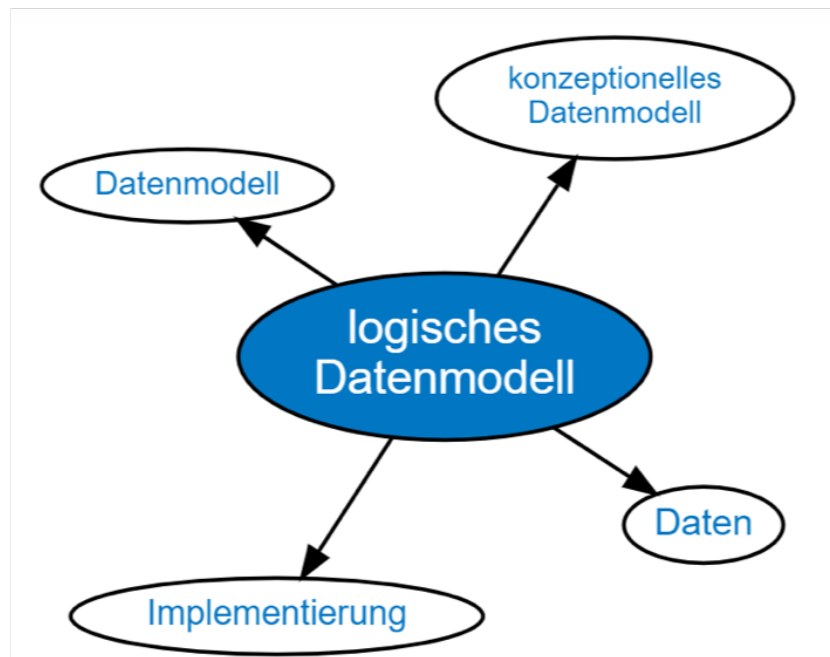 konzeptionelles
Datenmodell
Datenmodell
logisches
Datenmodell
Daten
Implementierung